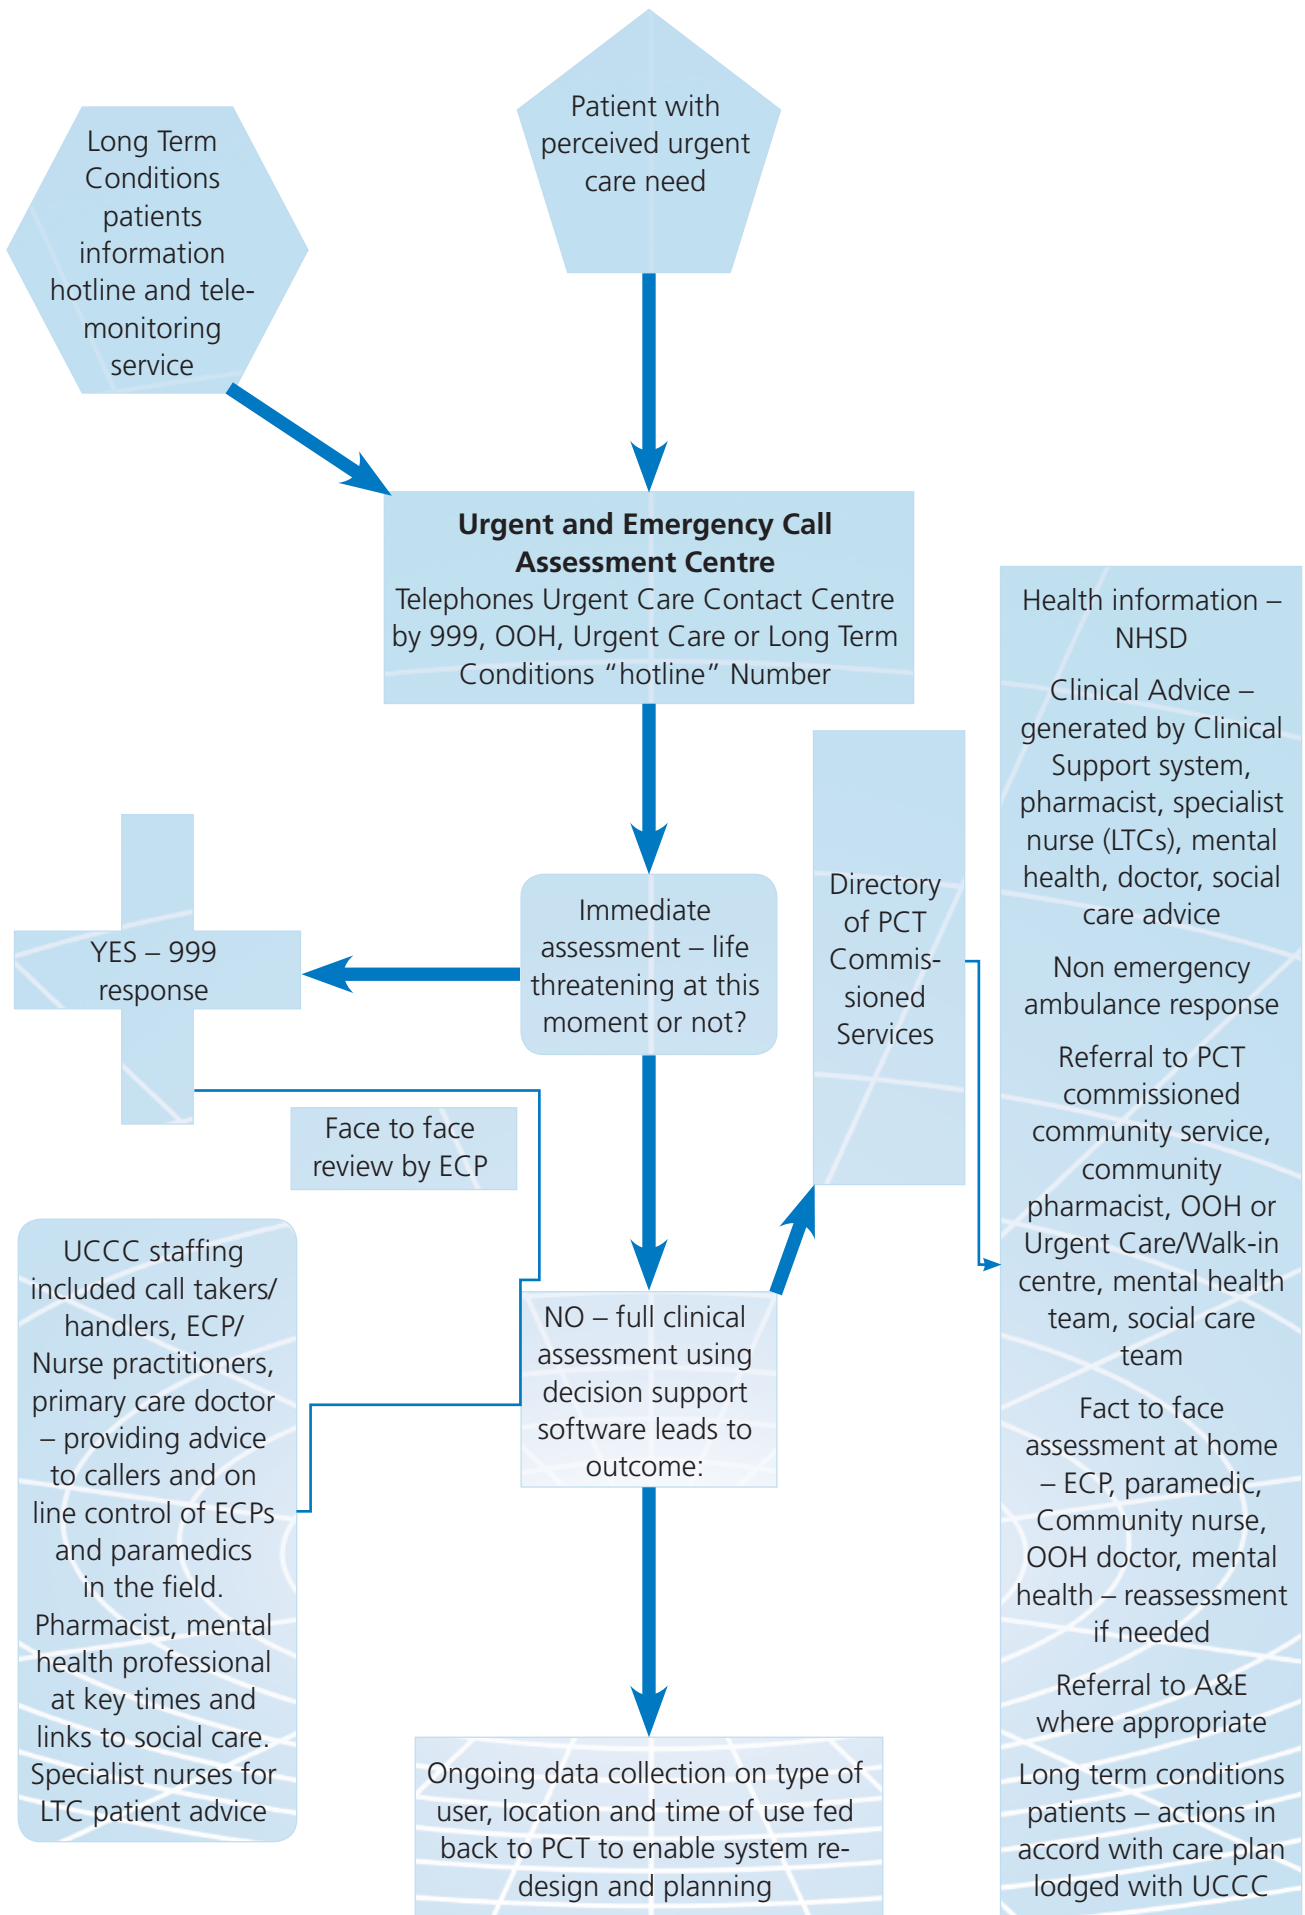 Patient with
perceived urgent
care need
Long Term
Conditions
patients
information
hotline and tele-
monitoring
service
Urgent and Emergency Call
Assessment Centre
Telephones Urgent Care Contact Centre
by 999, OOH, Urgent Care or Long Term
Conditions “hotline” Number
Immediate
assessment – life
threatening at this
moment or not?
YES – 999
response
Face to face
review by ECP
UCCC staffing
included call takers/
handlers, ECP/
Nurse practitioners,
primary care doctor
– providing advice
to callers and on
line control of ECPs
and paramedics
in the field.
Pharmacist, mental
health professional
at key times and
links to social care.
Specialist nurses for
LTC patient advice
NO – full clinical
assessment using
decision support
software leads to
outcome:
Ongoing data collection on type of
user, location and time of use fed
back to PCT to enable system re-
design and planning
Directory
of PCT
Commis-
sioned
Services
Health information –
NHSD
Clinical Advice –
generated by Clinical
Support system,
pharmacist, specialist
nurse (LTCs), mental
health, doctor, social
care advice
Non emergency
ambulance response
Referral to PCT
commissioned
community service,
community
pharmacist, OOH or
Urgent Care/Walk-in
centre, mental health
team, social care
team
Fact to face
assessment at home
– ECP, paramedic,
Community nurse,
OOH doctor, mental
health – reassessment
if needed
Referral to A&E
where appropriate
Long term conditions
patients – actions in
accord with care plan
lodged with UCCC